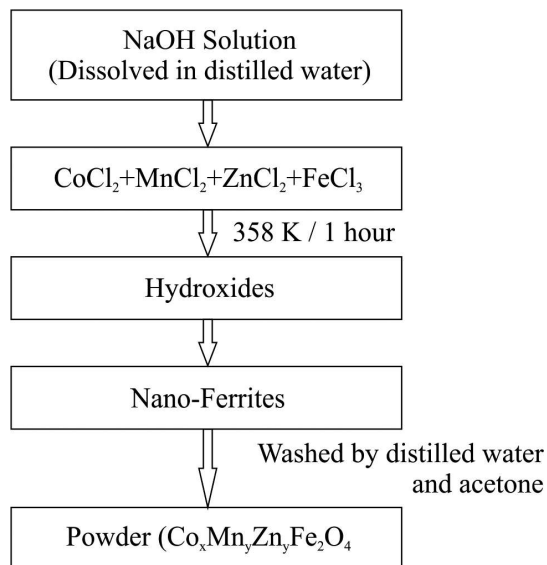 NaOH Solution
(Dissolved in distilled water)
CoCl₂+MnCl₂+ZnCl₂+FeCl₃
358 K / 1 hour
Hydroxides
Nano-Ferrites
Washed by distilled water
and acetone
Powder (CoₓMnᵧZnᵧFe₂O₄